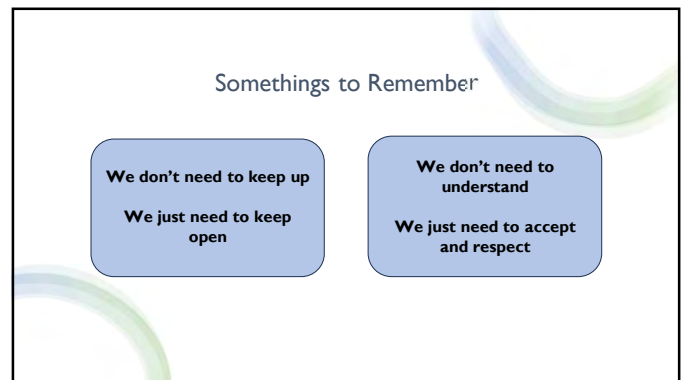 Somethings to Remember
We don't need to keep up
We just need to keep
open
We don't need to
understand
We just need to accept
and respect